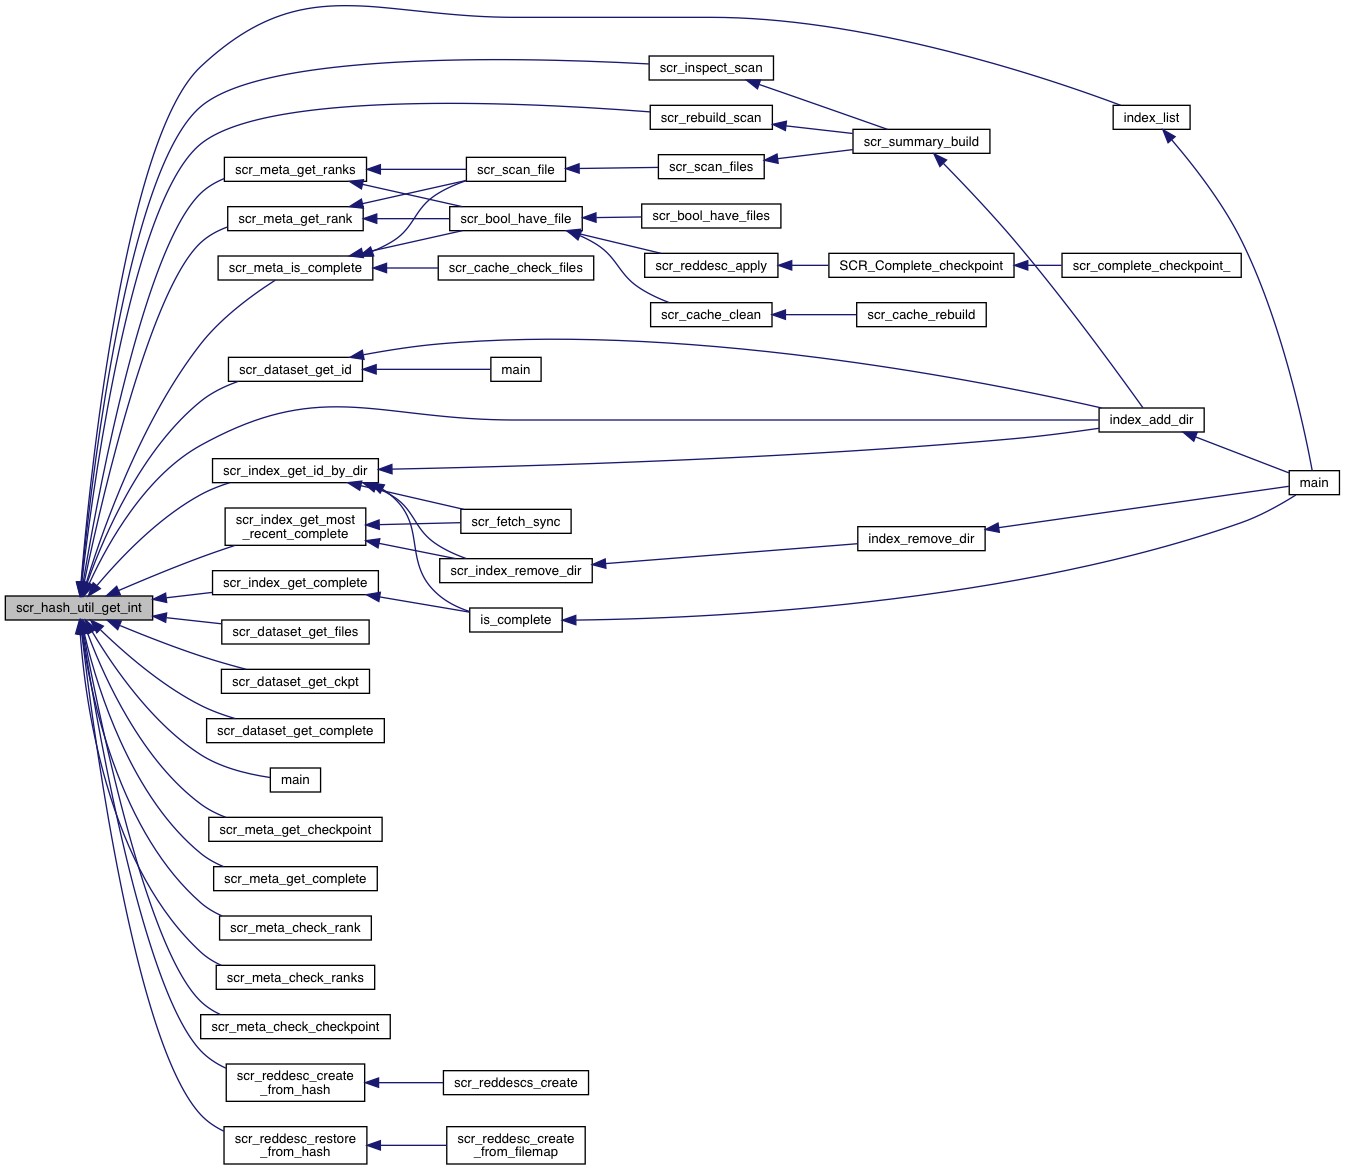 index_list
scr_inspect_scan
scr_rebuild_scan
scr_summary_build
scr_meta_get_ranks
scr_scan_file
scr_scan_files
scr_meta_get_rank
scr_bool_have_file
scr_bool_have_files
scr_meta_is_complete
scr_cache_check_files
scr_reddesc_apply
SCR_Complete_checkpoint
scr_complete_checkpoint_
scr_cache_clean
scr_cache_rebuild
scr_dataset_get_id
main
index_add_dir
scr_index_get_id_by_dir
main
scr_index_get_most
_recent_complete
scr_fetch_sync
index_remove_dir
scr_index_remove_dir
scr_index_get_complete
scr_hash_util_get_int
is_complete
scr_dataset_get_files
scr_dataset_get_ckpt
scr_dataset_get_complete
main
scr_meta_get_checkpoint
scr_meta_get_complete
scr_meta_check_rank
scr_meta_check_ranks
scr_meta_check_checkpoint
scr_reddesc_create
_from_hash
scr_reddescs_create
scr_reddesc_restore
_from_hash
scr_reddesc_create
_from_filemap